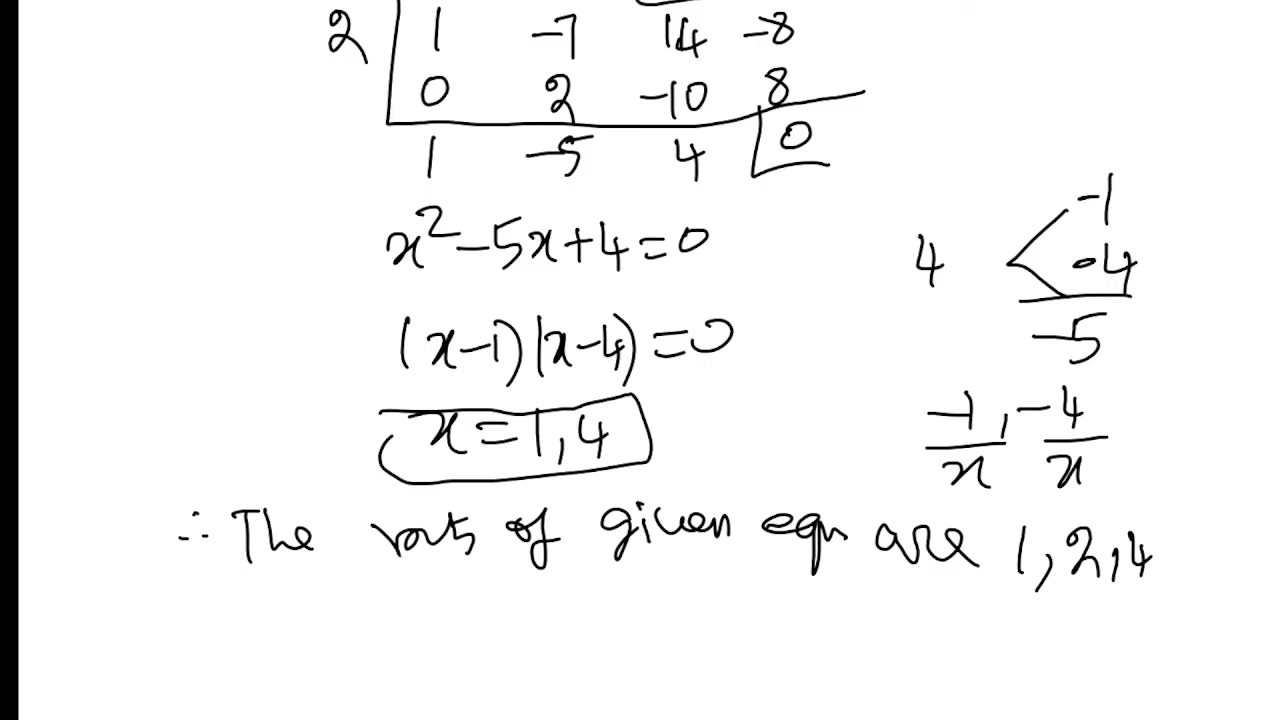 2 1 -7 14 -8
0 2 -10 8
1 -5 4 0
x²-5x+4=0
(x-1)(x-4)=0
x=1,4
4 -1
-4
-5
-1/x, -4/x
∴ The roots of given eqn are 1,2,4